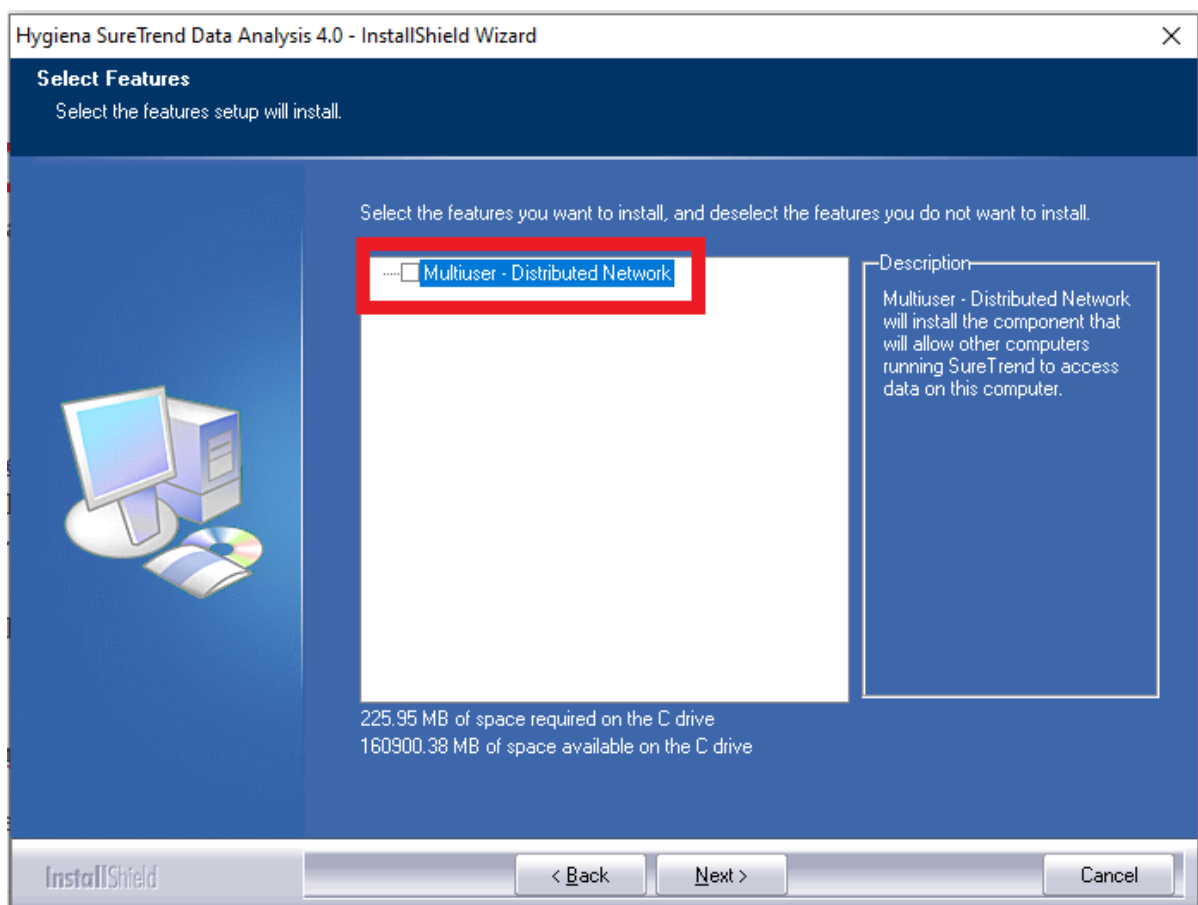 Hygiena SureTrend Data Analysis 4.0 - InstallShield Wizard
Select Features
Select the features setup will install.
Select the features you want to install, and deselect the features you do not want to install.
Multiuser - Distributed Network
Description
Multiuser - Distributed Network
will install the component that
will allow other computers
running SureTrend to access
data on this computer.
225.95 MB of space required on the C drive
160900.38 MB of space available on the C drive
InstallShield
< Back
Next >
Cancel